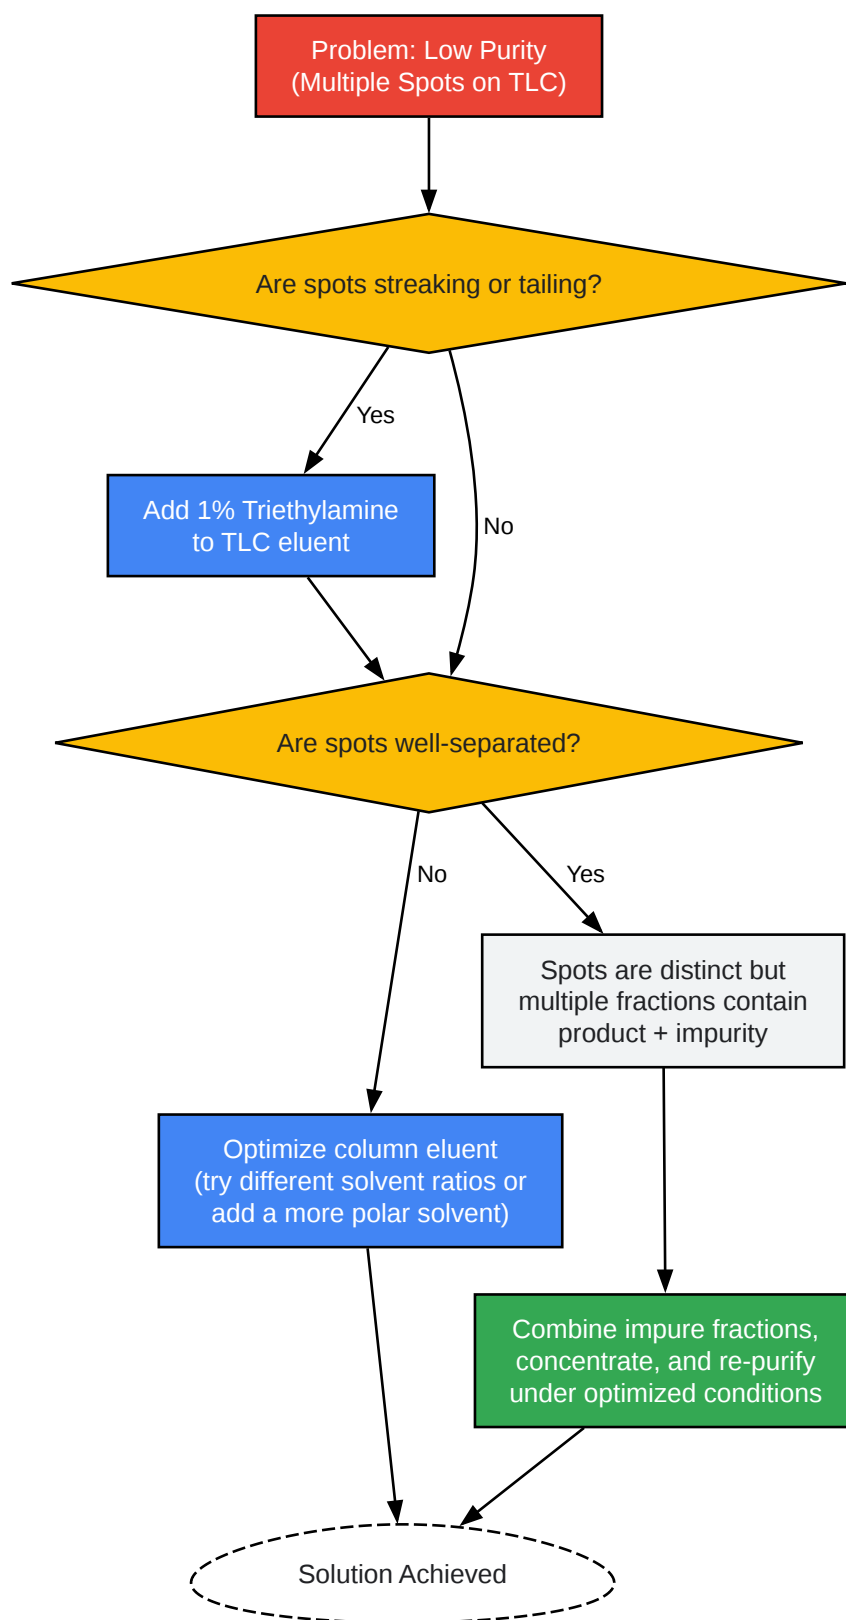 Problem: Low Purity
(Multiple Spots on TLC)
Are spots streaking or tailing?
Yes
Add 1% Triethylamine
to TLC eluent
No
Are spots well-separated?
No
Yes
Spots are distinct but
multiple fractions contain
product + impurity
Optimize column eluent
(try different solvent ratios or
add a more polar solvent)
Combine impure fractions,
concentrate, and re-purify
under optimized conditions
Solution Achieved